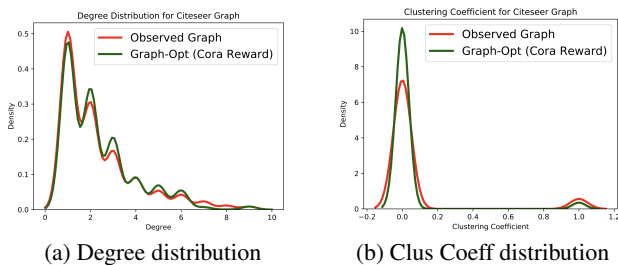 Degree Distribution for Citeseer Graph
Observed Graph
Graph-Opt (Cora Reward)
Density
0.5
0.4
0.3
0.2
0.1
0.0
0 2 4 6 8 10
Degree
(a) Degree distribution
Clustering Coefficient for Citeseer Graph
Observed Graph
Graph-Opt (Cora Reward)
Density
10
8
6
4
2
0
−0.2 0.0 0.2 0.4 0.6 0.8 1.0 1.2
Clustering Coefficient
(b) Clus Coeff distribution